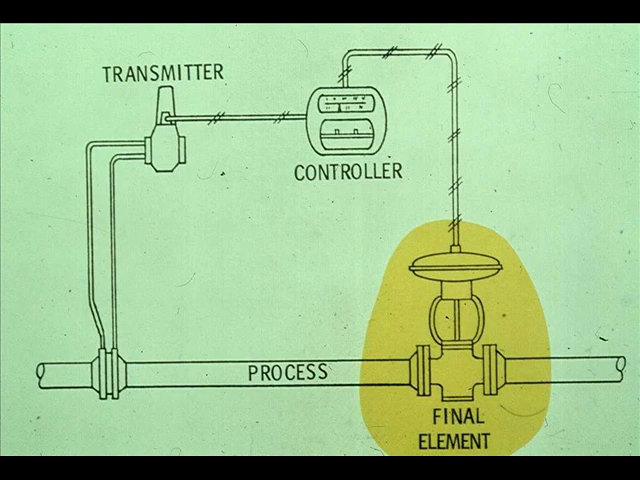 TRANSMITTER
CONTROLLER
PROCESS
FINAL
ELEMENT